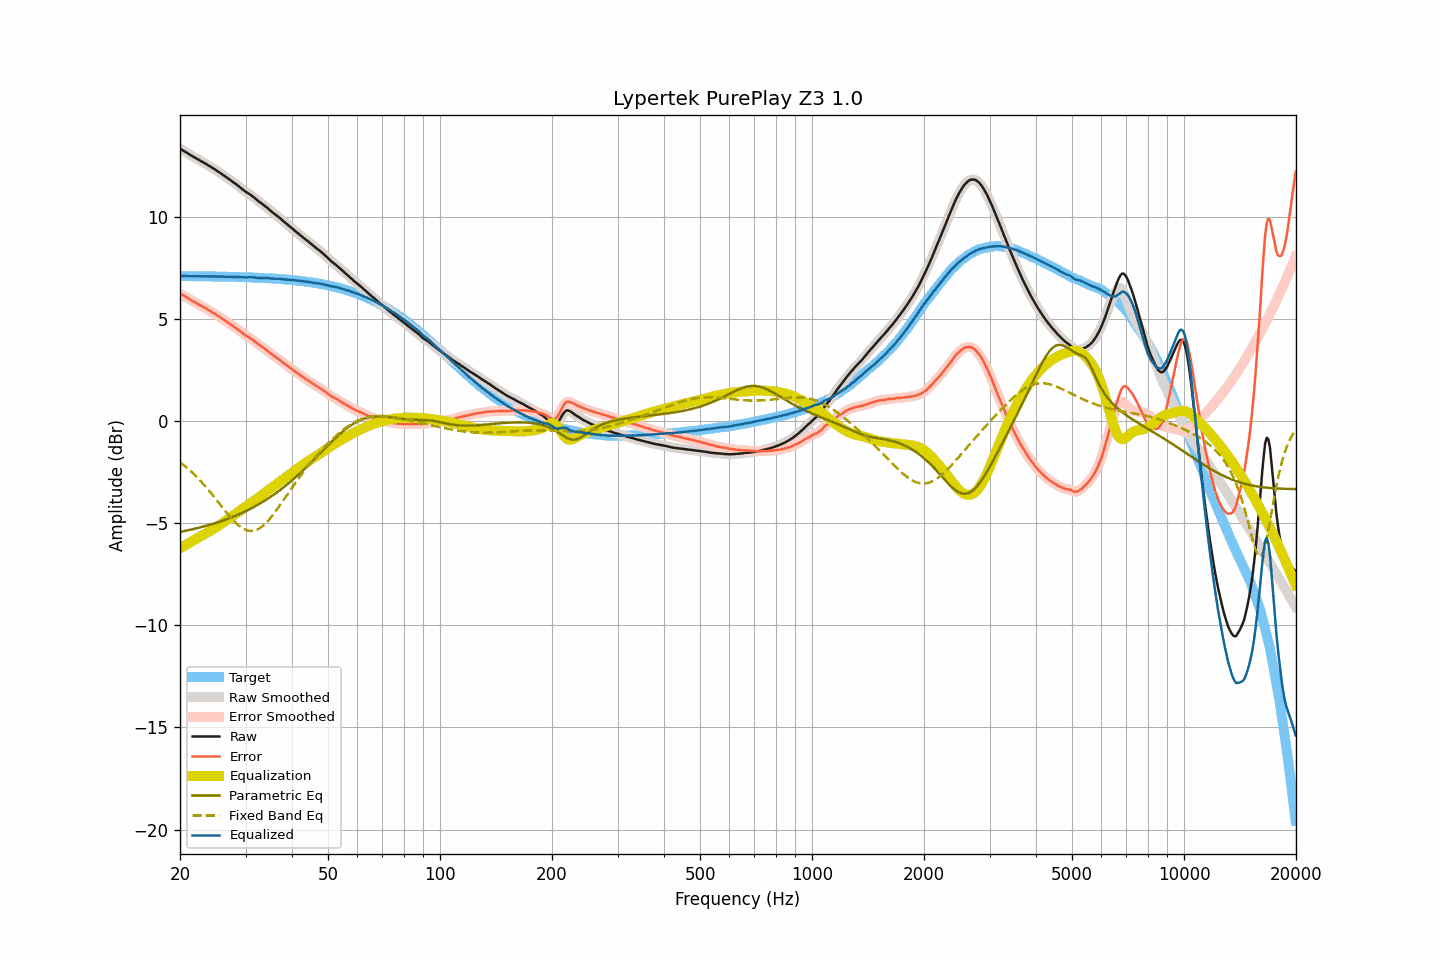 Lypertek PurePlay Z3 1.0
Amplitude (dBr)
10
5
0
−5
−10
−15
−20
Target
Raw Smoothed
Error Smoothed
Raw
Error
Equalization
Parametric Eq
Fixed Band Eq
Equalized
20 50 100 200 500 1000 2000 5000 10000 20000
Frequency (Hz)